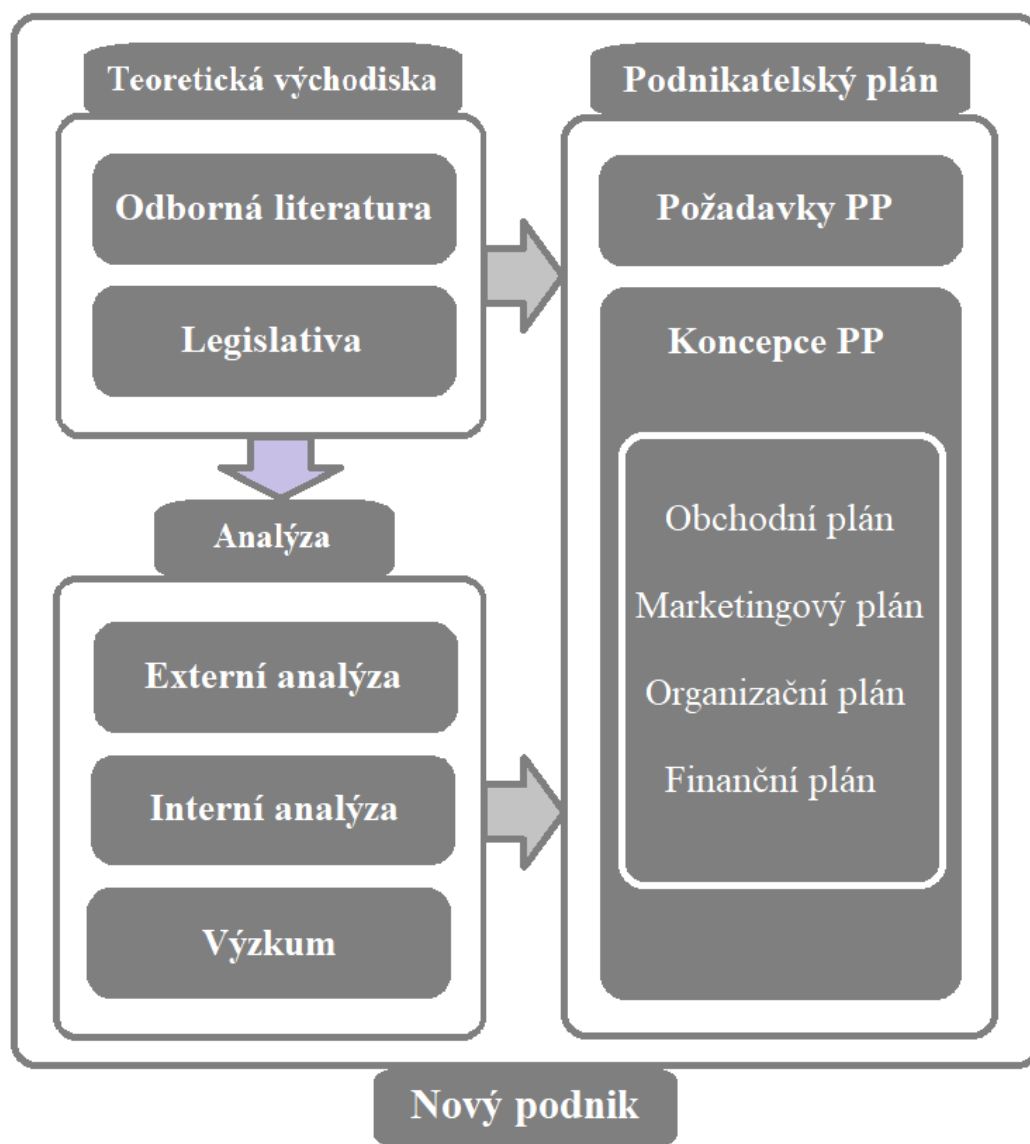 Teoretická východiska
Odborná literatura
Legislativa
Analýza
Externí analýza
Interní analýza
Výzkum
Podnikatelský plán
Požadavky PP
Koncepce PP
Obchodní plán
Marketingový plán
Organizační plán
Finanční plán
Nový podnik